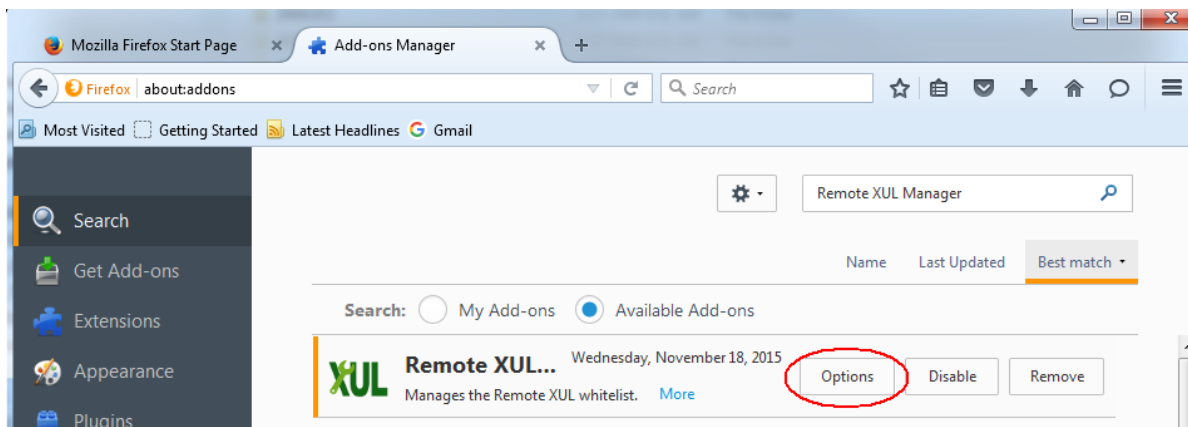 Mozilla Firefox Start Page
Add-ons Manager
Firefox about:addons
Search
Most Visited Getting Started Latest Headlines Gmail
Remote XUL Manager
Search
Get Add-ons
Extensions
Appearance
Plugins
Name Last Updated Best match
Search: My Add-ons Available Add-ons
XUL
Remote XUL... Wednesday, November 18, 2015
Manages the Remote XUL whitelist. More
Options Disable Remove